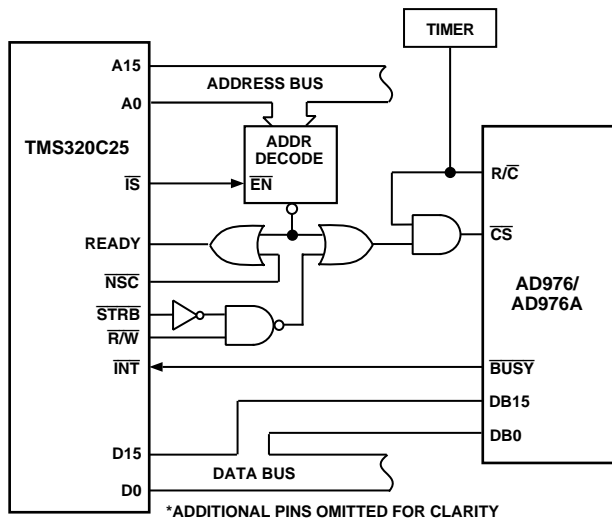 TIMER
A15
ADDRESS BUS
A0
TMS320C25
ADDR
DECODE
IS
EN
R/C
READY
CS
NSC
AD976/
AD976A
STRB
R/W
INT
BUSY
DB15
DB0
D15
DATA BUS
D0
*ADDITIONAL PINS OMITTED FOR CLARITY